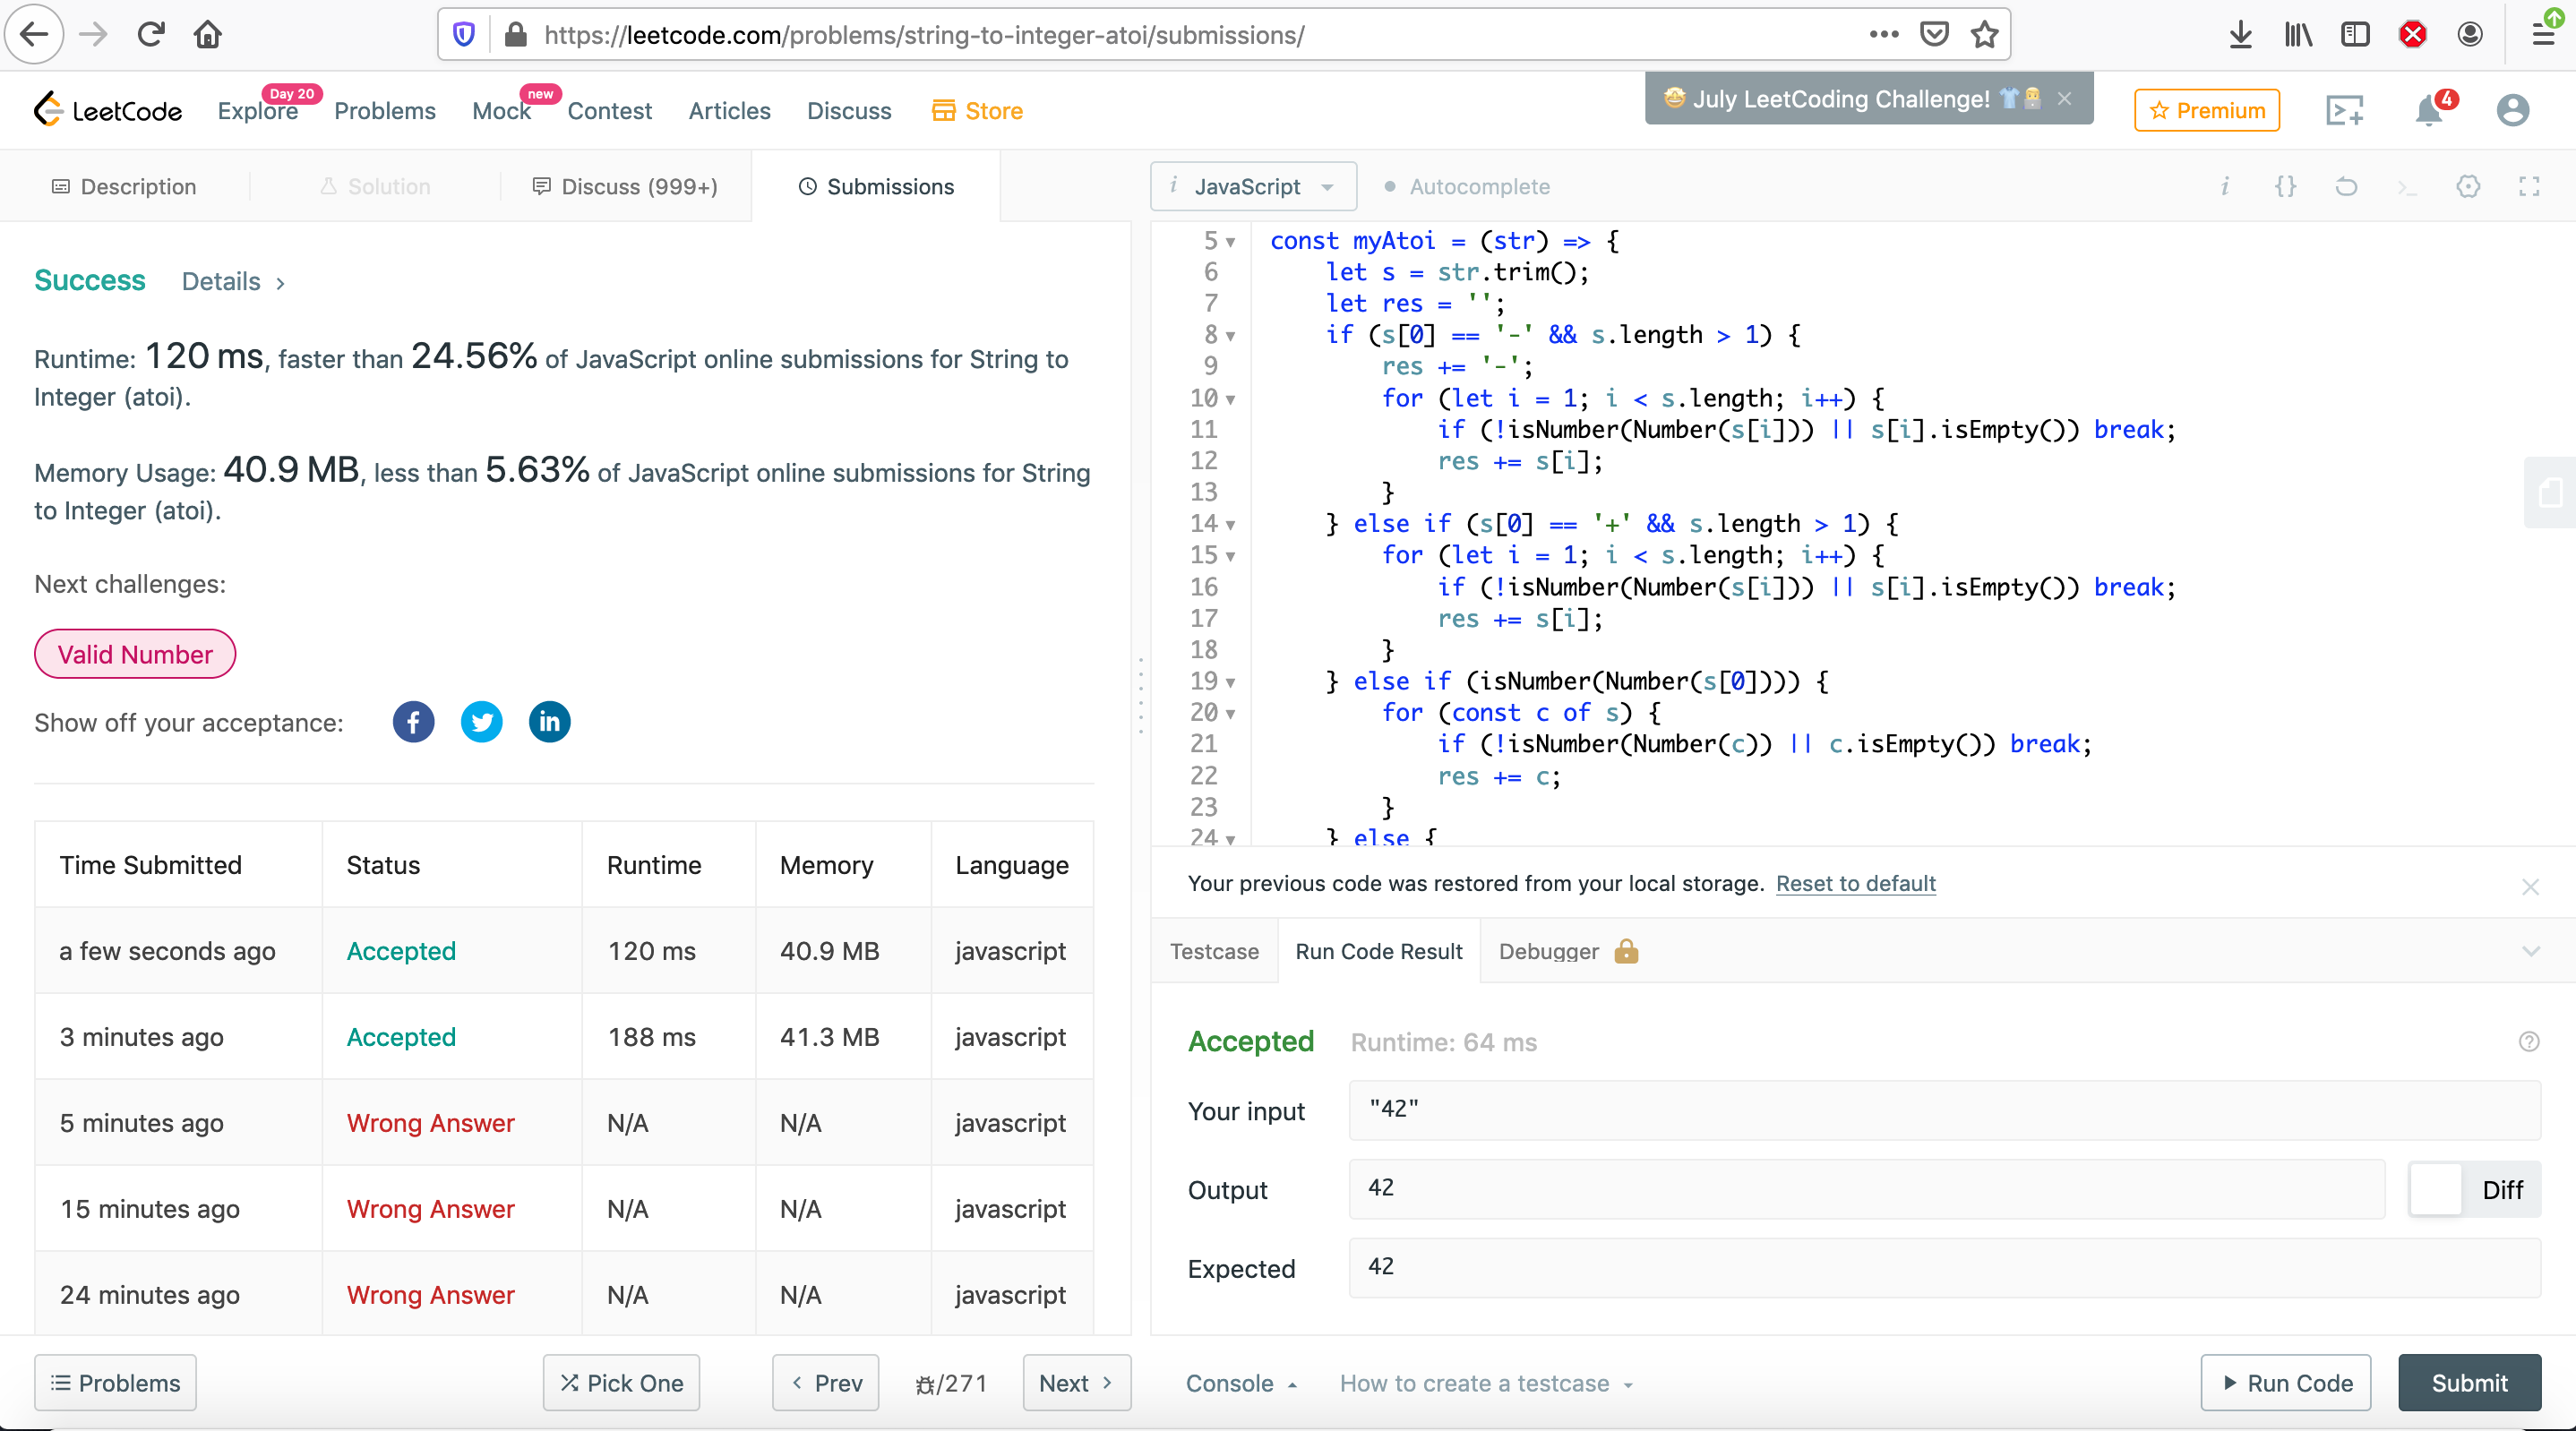 https://leetcode.com/problems/string-to-integer-atoi/submissions/
LeetCode
Explore
Day 20
Problems
Mock
new
Contest
Articles
Discuss
Store
July LeetCoding Challenge!
Premium
4
Description
Solution
Discuss (999+)
Submissions
i JavaScript
Autocomplete
Success Details
Runtime: 120 ms, faster than 24.56% of JavaScript online submissions for String to
Integer (atoi).
Memory Usage: 40.9 MB, less than 5.63% of JavaScript online submissions for String
to Integer (atoi).
Next challenges:
Valid Number
Show off your acceptance:
Time Submitted Status Runtime Memory Language
a few seconds ago Accepted 120 ms 40.9 MB javascript
3 minutes ago Accepted 188 ms 41.3 MB javascript
5 minutes ago Wrong Answer N/A N/A javascript
15 minutes ago Wrong Answer N/A N/A javascript
24 minutes ago Wrong Answer N/A N/A javascript
Problems
Pick One
Prev
/271
Next
5 const myAtoi = (str) => {
6 let s = str.trim();
7 let res = '';
8 if (s[0] == '-' && s.length > 1) {
9 res += '-';
10 for (let i = 1; i < s.length; i++) {
11 if (!isNumber(Number(s[i])) || s[i].isEmpty()) break;
12 res += s[i];
13 }
14 } else if (s[0] == '+' && s.length > 1) {
15 for (let i = 1; i < s.length; i++) {
16 if (!isNumber(Number(s[i])) || s[i].isEmpty()) break;
17 res += s[i];
18 }
19 } else if (isNumber(Number(s[0]))) {
20 for (const c of s) {
21 if (!isNumber(Number(c)) || c.isEmpty()) break;
22 res += c;
23 }
24 } else {
Your previous code was restored from your local storage. Reset to default
Testcase
Run Code Result
Debugger
Accepted Runtime: 64 ms
Your input "42"
Output 42
Diff
Expected 42
Console
How to create a testcase
Run Code
Submit